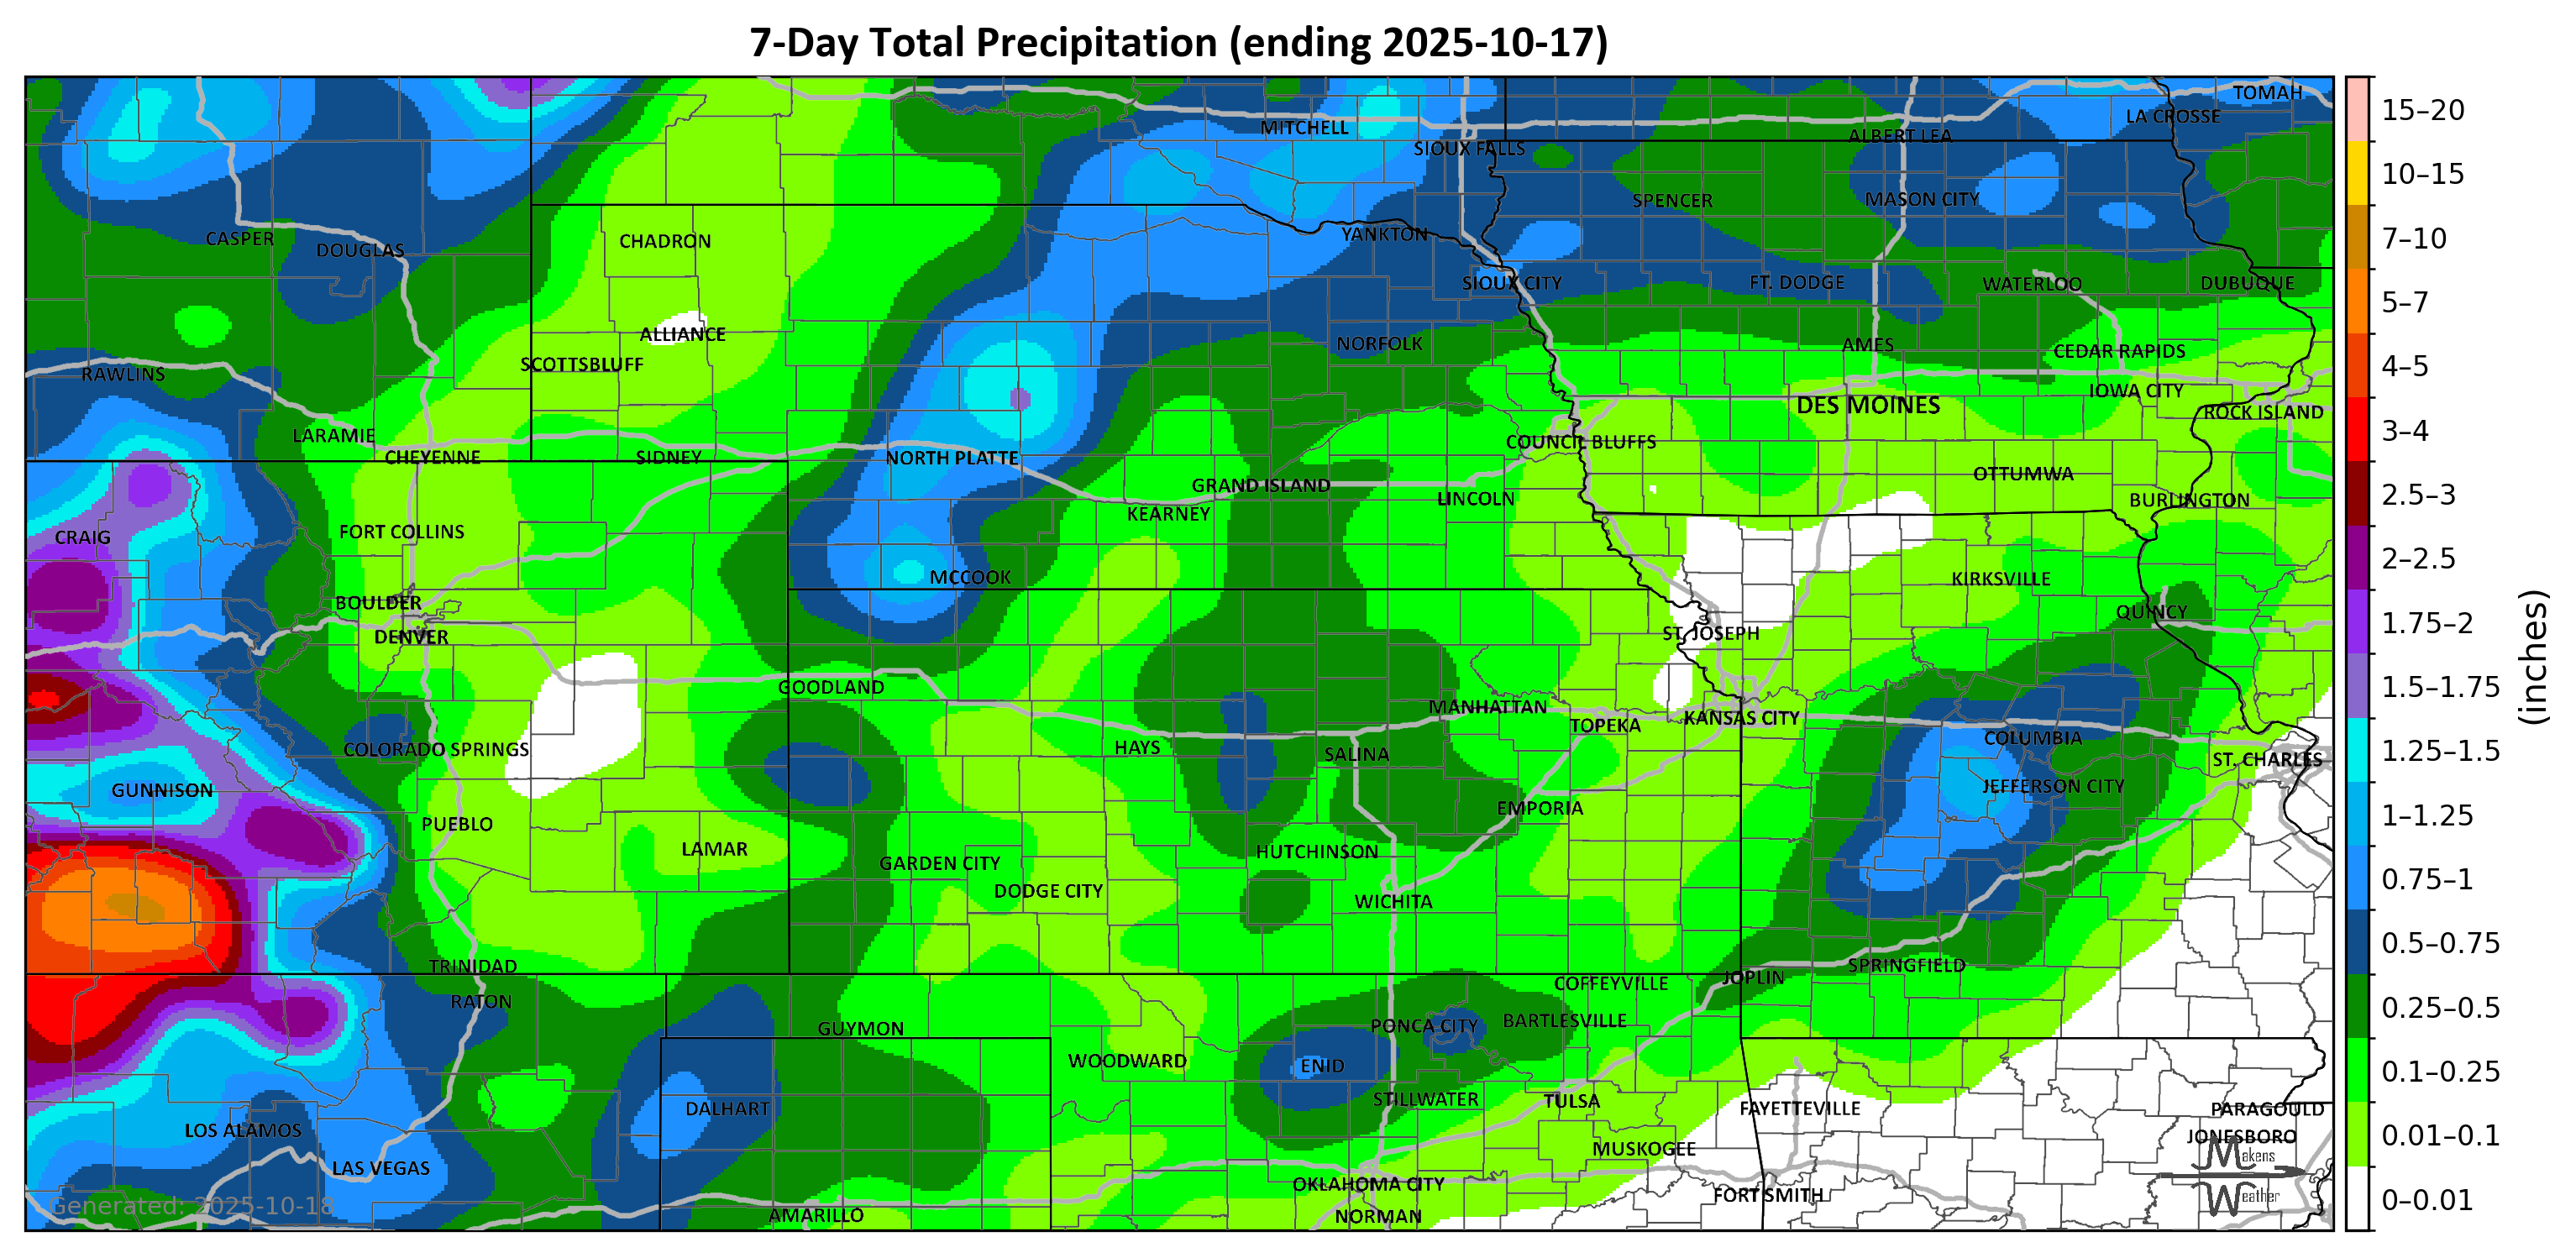 7-Day Total Precipitation (ending 2025-10-17)
TOMAH
LA CROSSE
MITCHELL
ALBERT LEA
SIOUX FALLS
SPENCER
MASON CITY
CASPER
DOUGLAS
CHADRON
YANKTON
SIOUX CITY
FT. DODGE
WATERLOO
DUBUQUE
ALLIANCE
NORFOLK
AMES
CEDAR RAPIDS
SCOTTSBLUFF
RAWLINS
IOWA CITY
DES MOINES
ROCK ISLAND
LARAMIE
COUNCIL BLUFFS
CHEYENNE
SIDNEY
NORTH PLATTE
OTTUMWA
GRAND ISLAND
LINCOLN
BURLINGTON
KEARNEY
CRAIG
FORT COLLINS
MCCOOK
KIRKSVILLE
BOULDER
QUINCY
DENVER
ST. JOSEPH
GOODLAND
MANHATTAN
TOPEKA
KANSAS CITY
COLUMBIA
COLORADO SPRINGS
HAYS
SALINA
ST. CHARLES
GUNNISON
JEFFERSON CITY
EMPORIA
PUEBLO
LAMAR
HUTCHINSON
GARDEN CITY
DODGE CITY
WICHITA
TRINIDAD
SPRINGFIELD
JOPLIN
COFFEYVILLE
RATON
GUYMON
PONCA CITY
BARTLESVILLE
WOODWARD
ENID
DALHART
STILLWATER
TULSA
FAYETTEVILLE
PARAGOULD
LOS ALAMOS
JONESBORO
MUSKOGEE
LAS VEGAS
OKLAHOMA CITY
FORT SMITH
AMARILLO
NORMAN
Generated: 2025-10-18
Makens
Weather
15–20
10–15
7–10
5–7
4–5
3–4
2.5–3
2–2.5
1.75–2
1.5–1.75
1.25–1.5
1–1.25
0.75–1
0.5–0.75
0.25–0.5
0.1–0.25
0.01–0.1
0–0.01
(inches)